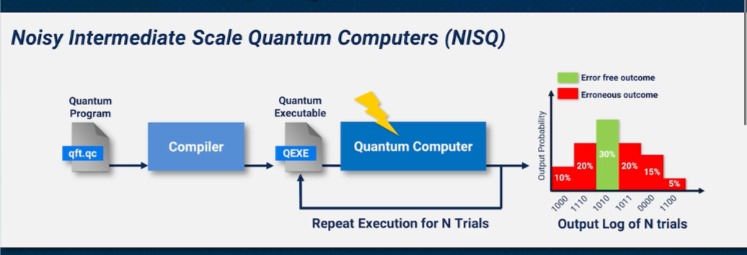 Noisy Intermediate Scale Quantum Computers (NISQ)
Quantum
Program
qft.qc
Compiler
Quantum
Executable
QEXE
Quantum Computer
Repeat Execution for N Trials
Error free outcome
Erroneous outcome
Output Probability
10%
20%
30%
20%
15%
5%
1000
1110
1010
1011
0000
1100
Output Log of N trials